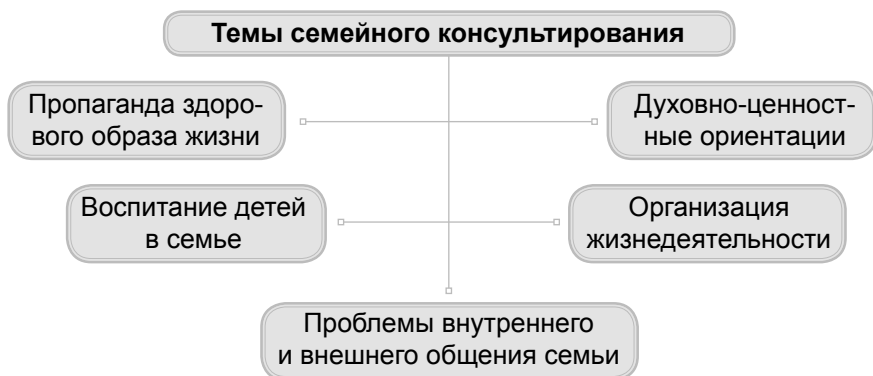 Темы семейного консультирования
Пропаганда здоро-
вого образа жизни
Духовно-ценност-
ные ориентации
Воспитание детей
в семье
Организация
жизнедеятельности
Проблемы внутреннего
и внешнего общения семьи